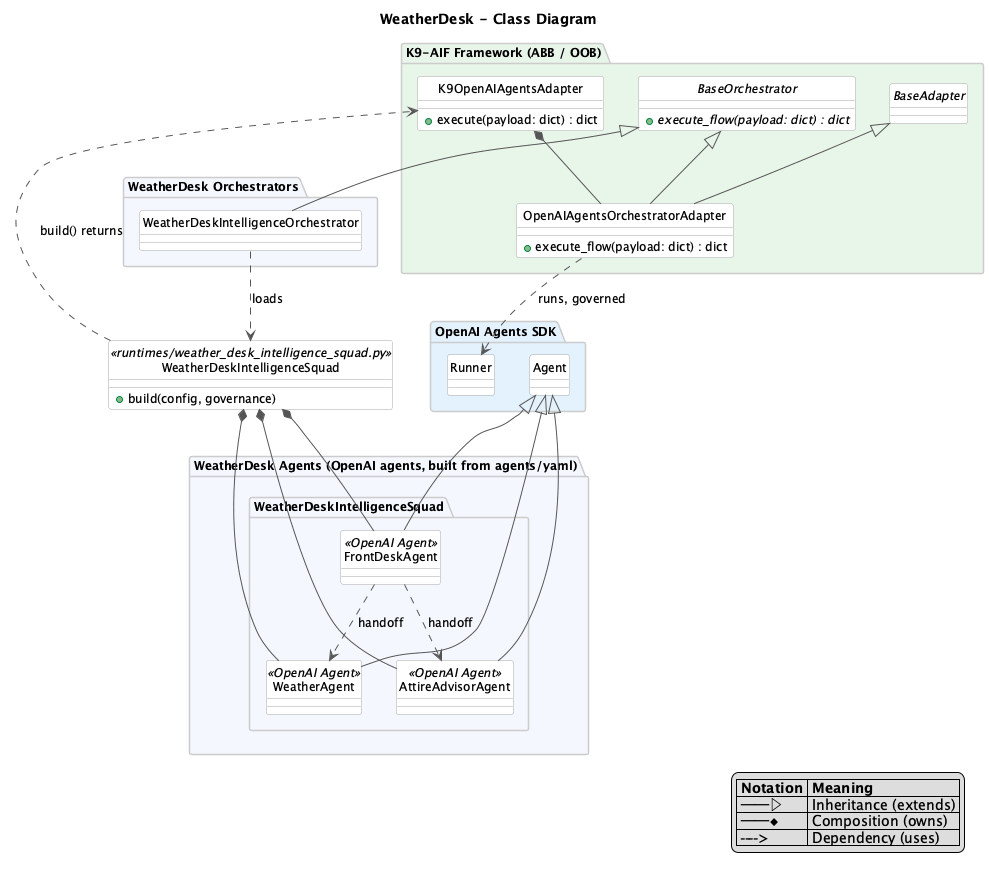 WeatherDesk - Class Diagram
K9-AIF Framework (ABB / OOB)
K9OpenAIAgentsAdapter
execute(payload: dict) : dict
BaseOrchestrator
execute_flow(payload: dict) : dict
BaseAdapter
WeatherDesk Orchestrators
WeatherDeskIntelligenceOrchestrator
OpenAIAgentsOrchestratorAdapter
execute_flow(payload: dict) : dict
build() returns
loads
runs, governed
OpenAI Agents SDK
Runner
Agent
«runtimes/weather_desk_intelligence_squad.py»
WeatherDeskIntelligenceSquad
build(config, governance)
WeatherDesk Agents (OpenAI agents, built from agents/yaml)
WeatherDeskIntelligenceSquad
«OpenAI Agent»
FrontDeskAgent
handoff
handoff
«OpenAI Agent»
WeatherAgent
«OpenAI Agent»
AttireAdvisorAgent
Notation Meaning
Inheritance (extends)
Composition (owns)
Dependency (uses)